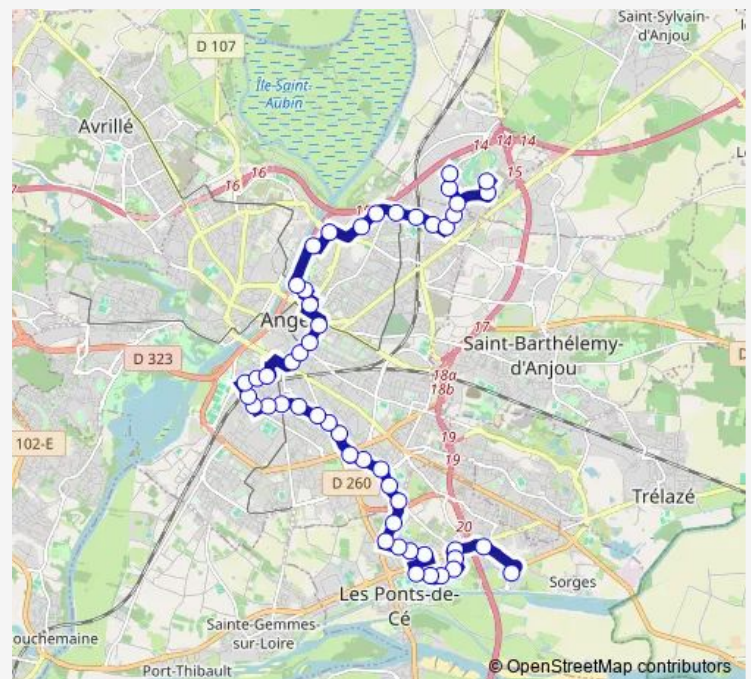 Saint-Sylvain-
d'Anjou
D 107
Île-Saint-
Aubin
Avrillé
14
14
14
16
16
15
17
Ange
D 323
Saint-Barthélemy-
d'Anjou
18a
18b
102-E
19
19
D 260
Trélazé
20
Sorges
Les Ponts-de-
Cé
Sainte-Gemmes-
sur-Loire
ouchemaine
Port-Thibault
© OpenStreetMap contributors